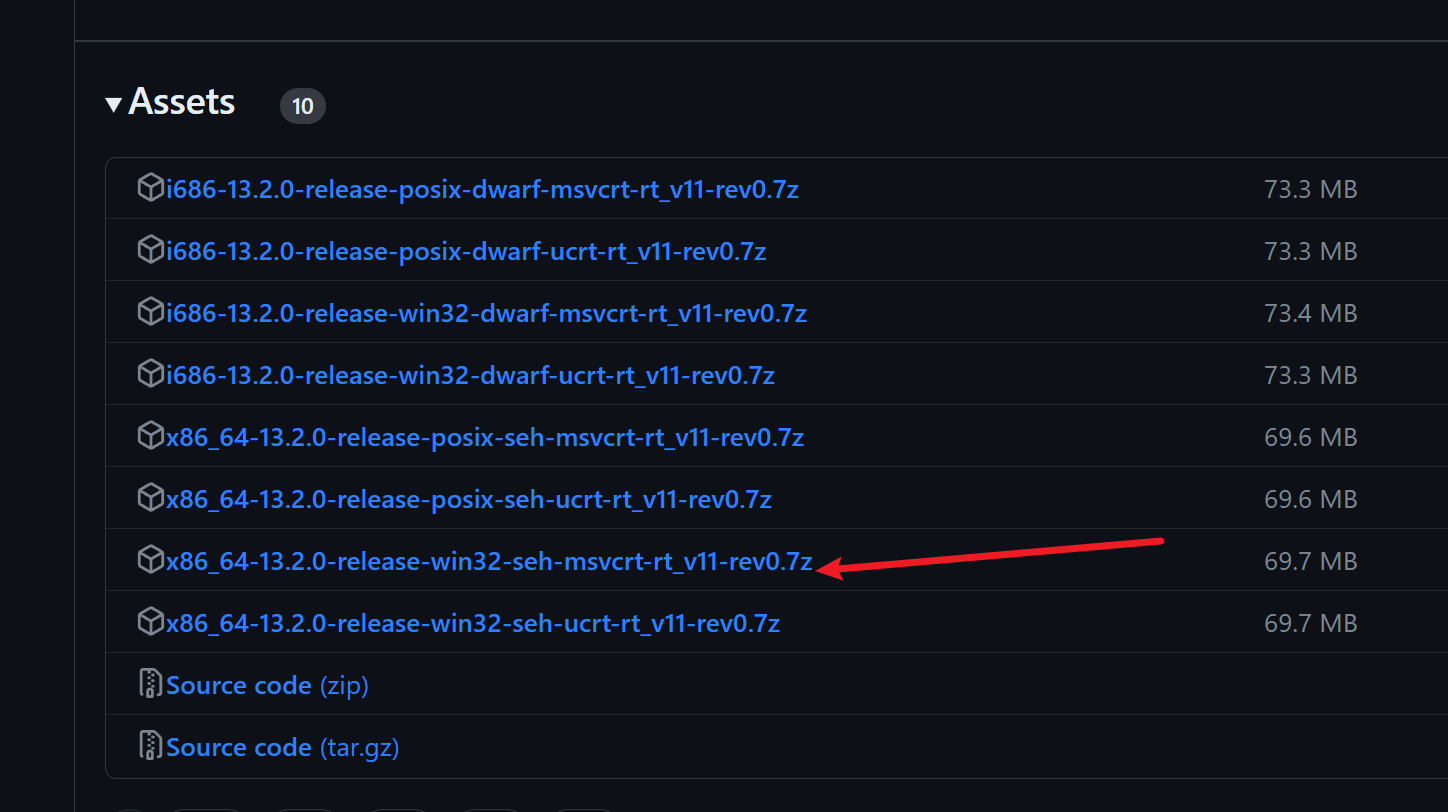 Assets 10
i686-13.2.0-release-posix-dwarf-msvcrt-rt_v11-rev0.7z 73.3 MB
i686-13.2.0-release-posix-dwarf-ucrt-rt_v11-rev0.7z 73.3 MB
i686-13.2.0-release-win32-dwarf-msvcrt-rt_v11-rev0.7z 73.4 MB
i686-13.2.0-release-win32-dwarf-ucrt-rt_v11-rev0.7z 73.3 MB
x86_64-13.2.0-release-posix-seh-msvcrt-rt_v11-rev0.7z 69.6 MB
x86_64-13.2.0-release-posix-seh-ucrt-rt_v11-rev0.7z 69.6 MB
x86_64-13.2.0-release-win32-seh-msvcrt-rt_v11-rev0.7z 69.7 MB
x86_64-13.2.0-release-win32-seh-ucrt-rt_v11-rev0.7z 69.7 MB
Source code (zip)
Source code (tar.gz)